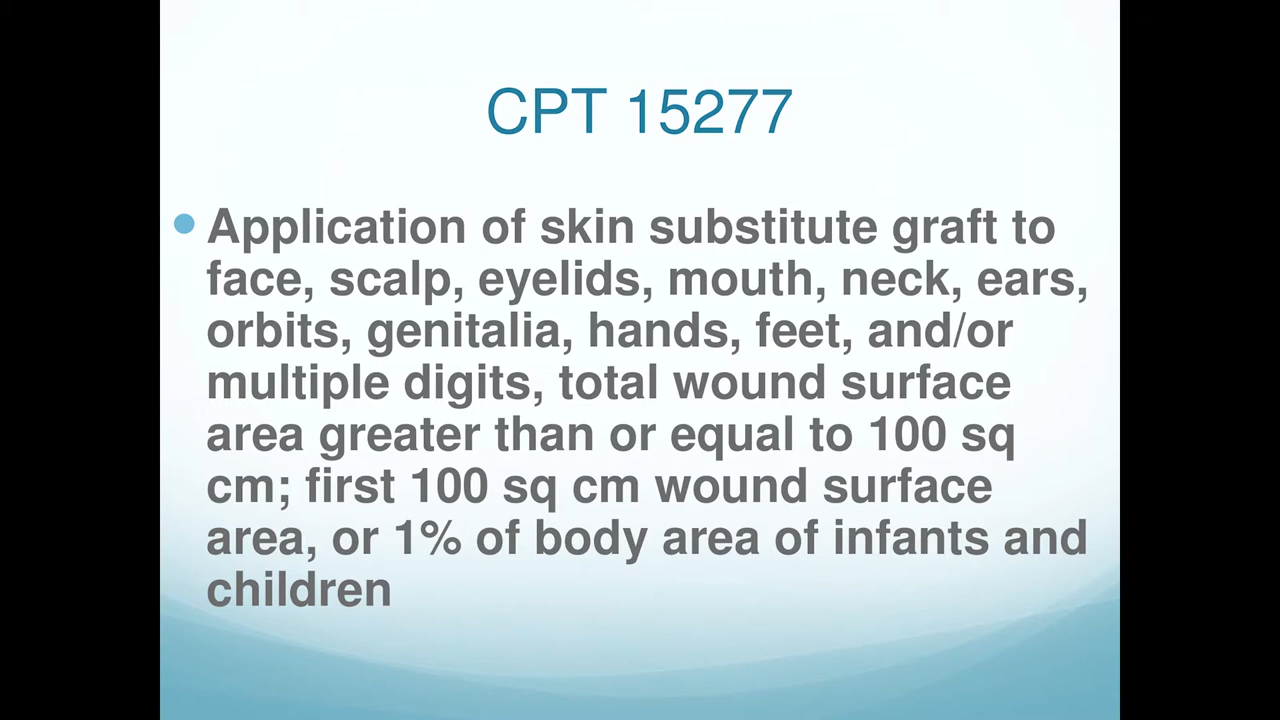 CPT 15277
Application of skin substitute graft to
face, scalp, eyelids, mouth, neck, ears,
orbits, genitalia, hands, feet, and/or
multiple digits, total wound surface
area greater than or equal to 100 sq
cm; first 100 sq cm wound surface
area, or 1% of body area of infants and
children